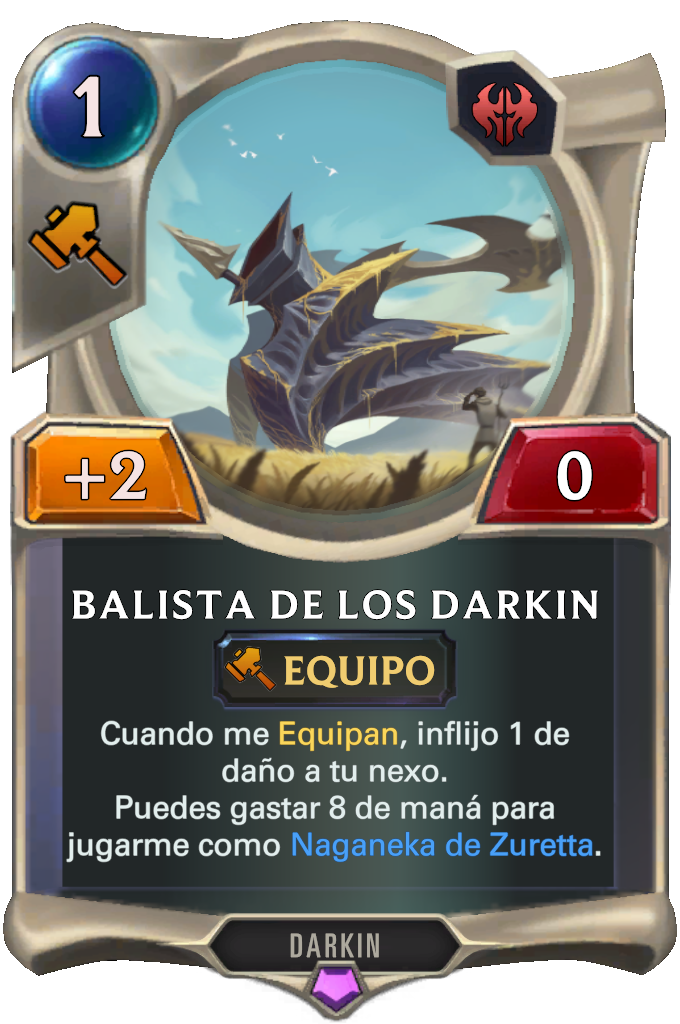 1
+2
0
BALISTA DE LOS DARKIN
EQUIPO
Cuando me Equipan, inflijo 1 de
daño a tu nexo.
Puedes gastar 8 de maná para
jugarme como Naganeka de Zuretta.
DARKIN